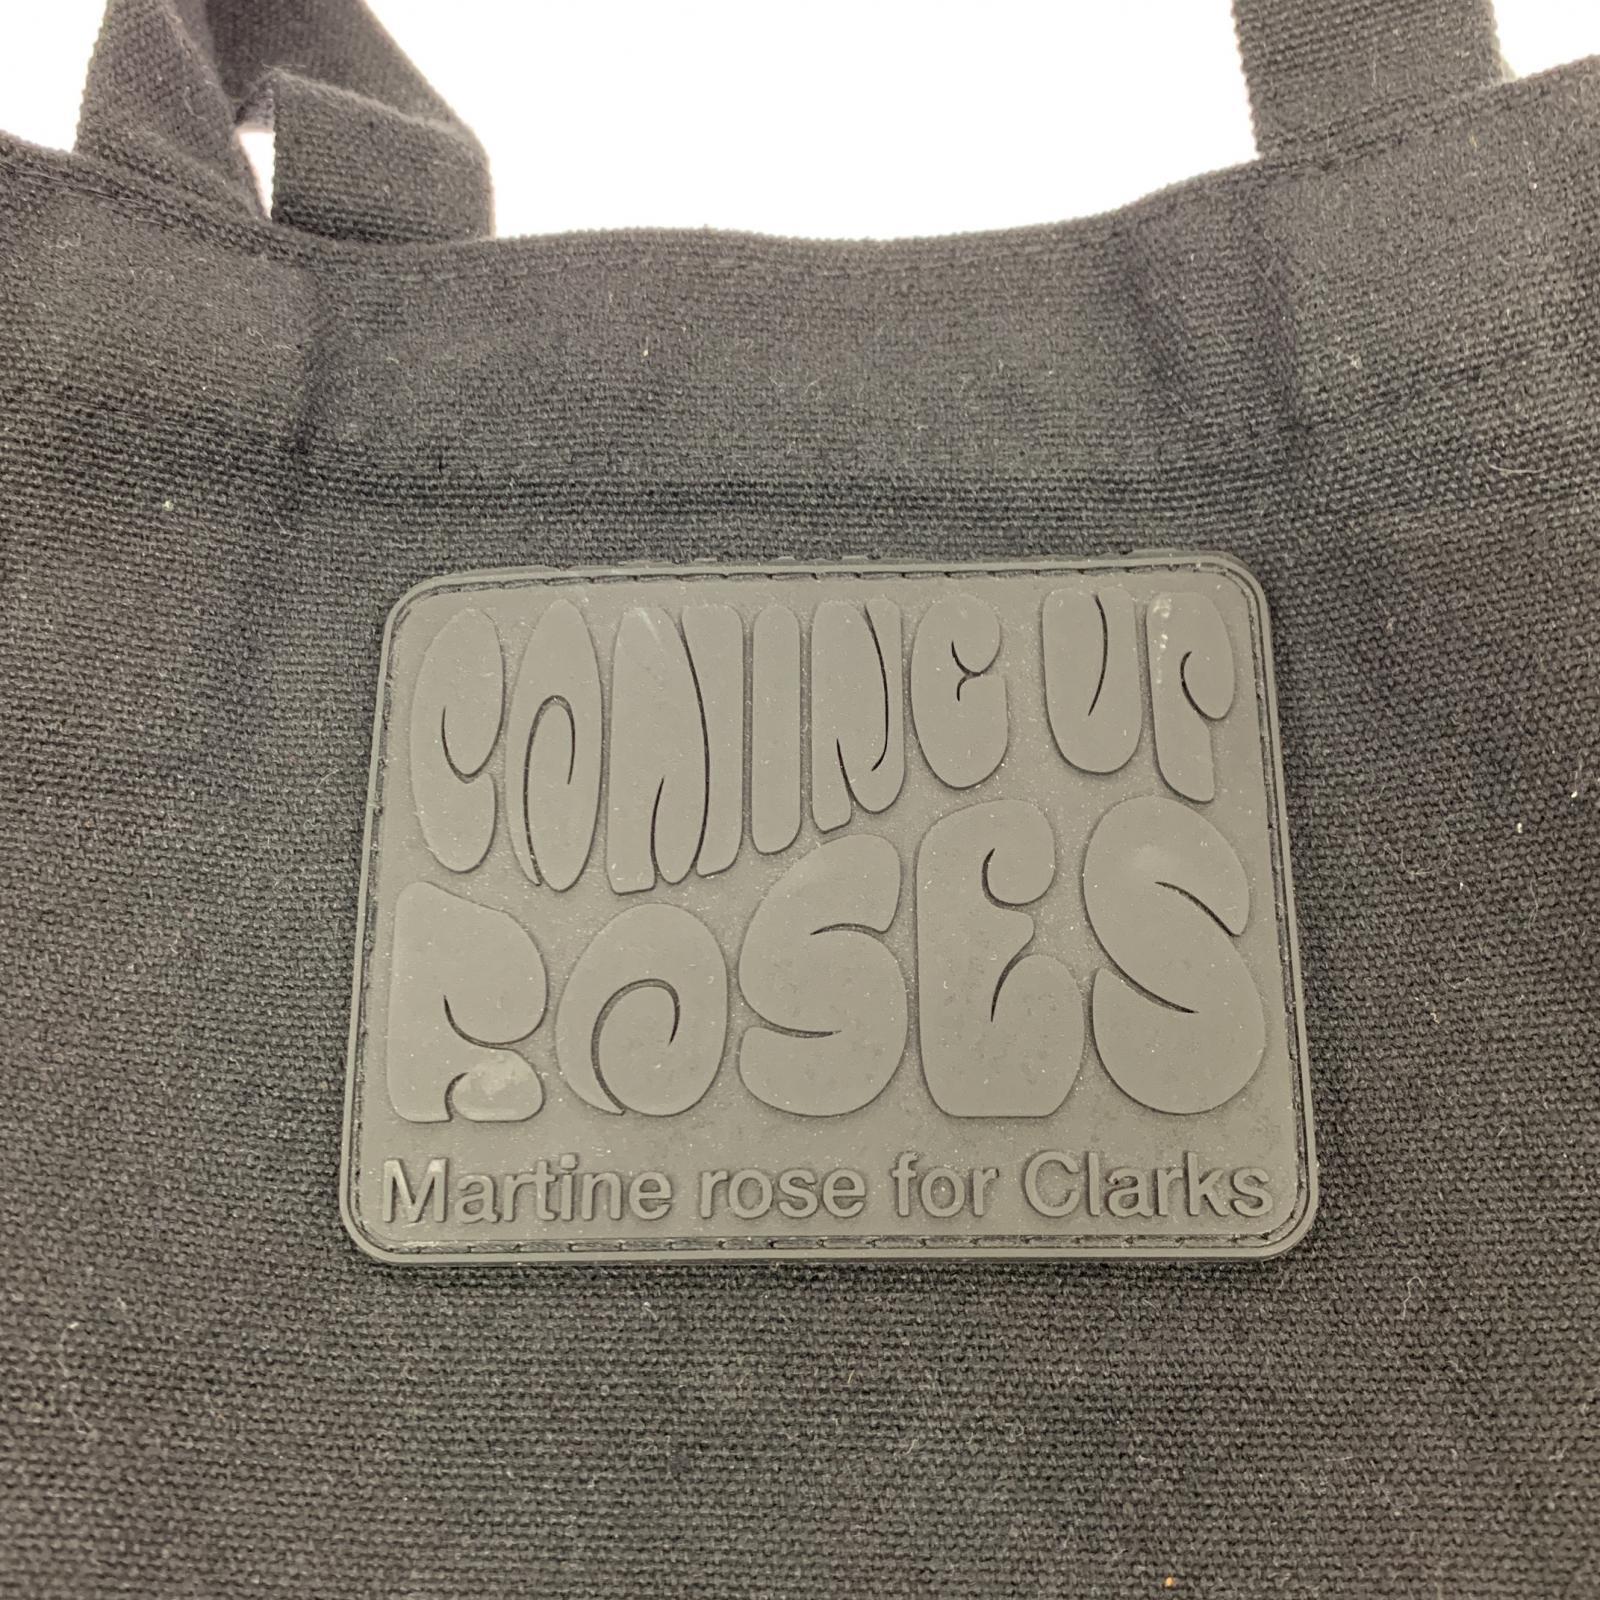 COMING UP
ROSES
Martine rose for Clarks